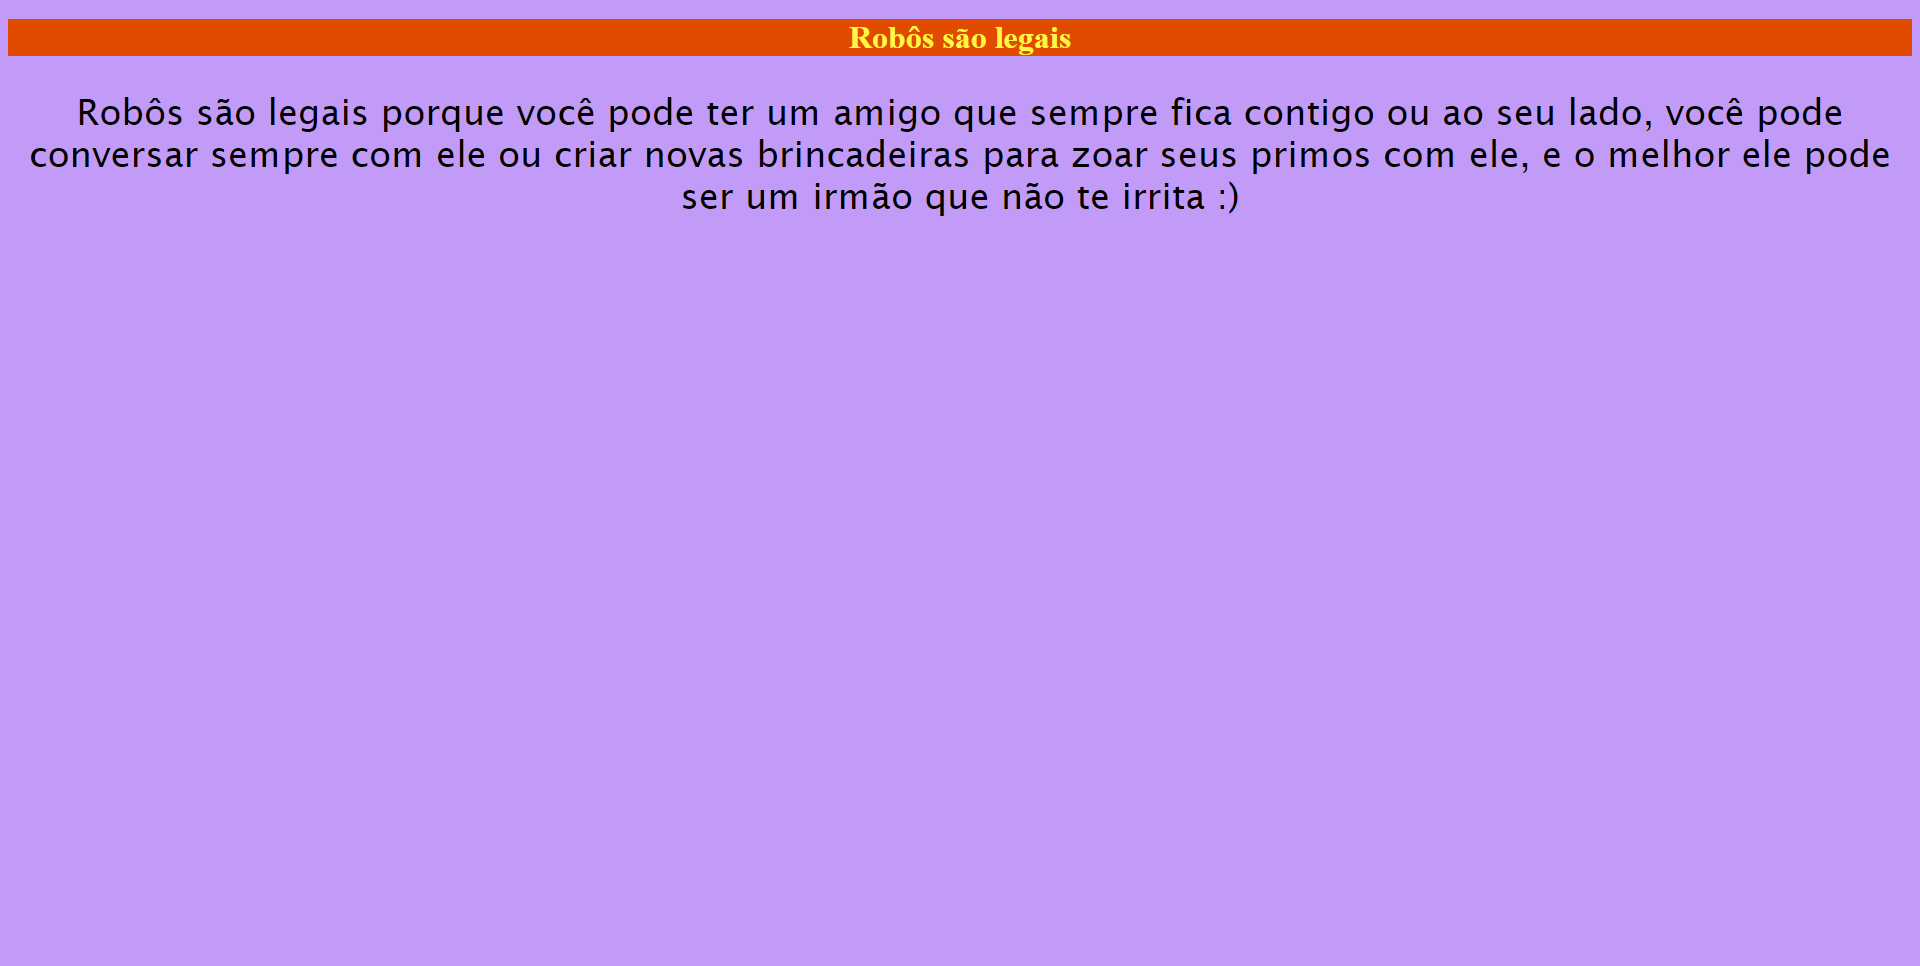 Robôs são legais
Robôs são legais porque você pode ter um amigo que sempre fica contigo ou ao seu lado, você pode
conversar sempre com ele ou criar novas brincadeiras para zoar seus primos com ele, e o melhor ele pode
ser um irmão que não te irrita :)